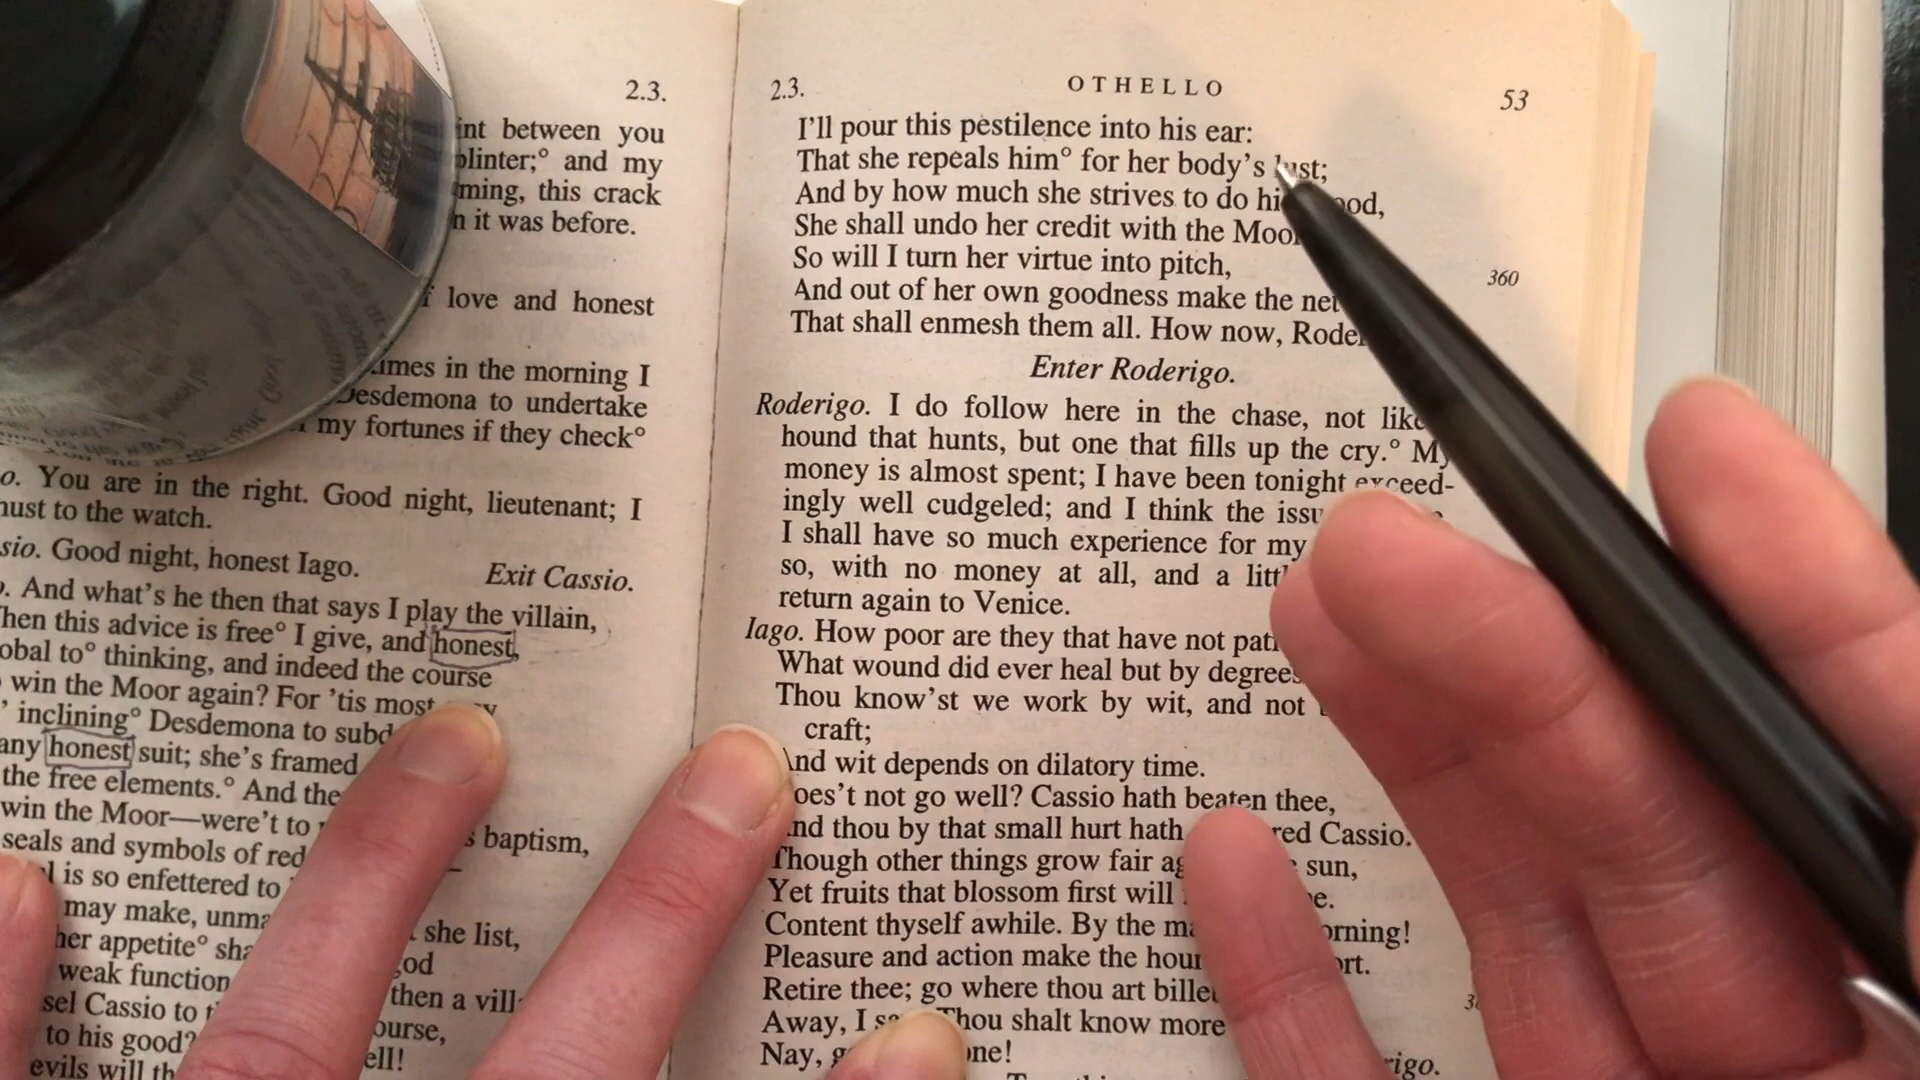 2.3.
int between you
plinter;° and my
ming, this crack
n it was before.
love and honest
in the morning I
Desdemona to undertake
my fortunes if they check°
o. You are in the right. Good night, lieutenant; I
must to the watch.
sio. Good night, honest Iago.
Exit Cassio.
o. And what's he then that says I play the villain,
hen this advice is free° I give, and honest,
obal to° thinking, and indeed the course
win the Moor again? For 'tis most
inclining° Desdemona to subd
any honest suit; she's framed
the free elements.° And the
win the Moor—were't to s baptism,
seals and symbols of red
is so enfettered to
may make, unma she list,
her appetite° sha god
weak function then a vill
sel Cassio to ourse,
to his good? ell!
evils will th
2.3. OTHELLO 53
I'll pour this pestilence into his ear:
That she repeals him° for her body's lust;
And by how much she strives to do hi ood,
She shall undo her credit with the Moo
So will I turn her virtue into pitch, 360
And out of her own goodness make the net
That shall enmesh them all. How now, Rode
Enter Roderigo.
Roderigo. I do follow here in the chase, not like
hound that hunts, but one that fills up the cry.° My
money is almost spent; I have been tonight exceed-
ingly well cudgeled; and I think the issu
I shall have so much experience for my
so, with no money at all, and a littl
return again to Venice.
Iago. How poor are they that have not pati
What wound did ever heal but by degrees
Thou know'st we work by wit, and not
craft;
And wit depends on dilatory time.
oes't not go well? Cassio hath beaten thee,
And thou by that small hurt hath red Cassio.
Though other things grow fair ag sun,
Yet fruits that blossom first will e.
Content thyself awhile. By the ma orning!
Pleasure and action make the hour ort.
Retire thee; go where thou art bille
Away, I sa Thou shalt know more
Nay, g one!
rigo.